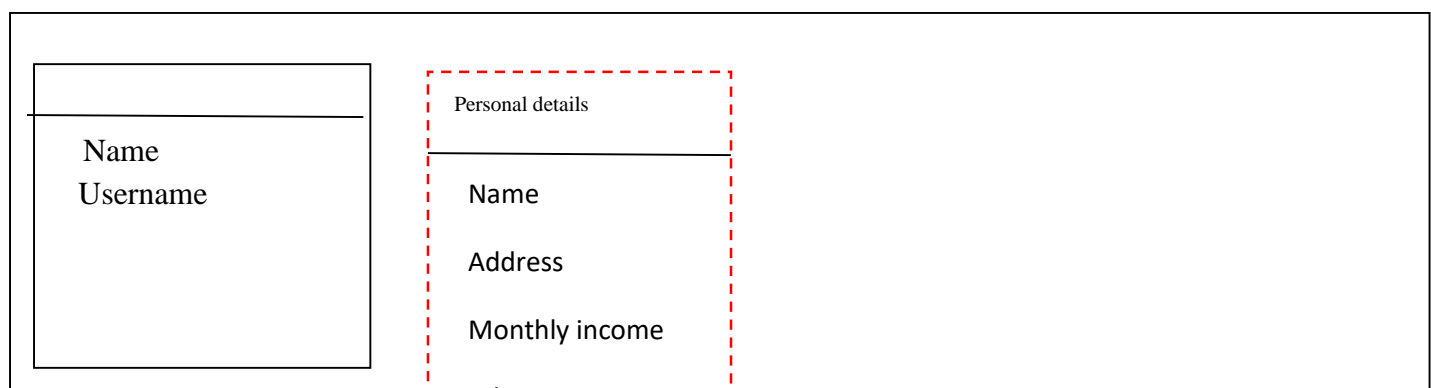 Name
Username
Personal details
Name
Address
Monthly income